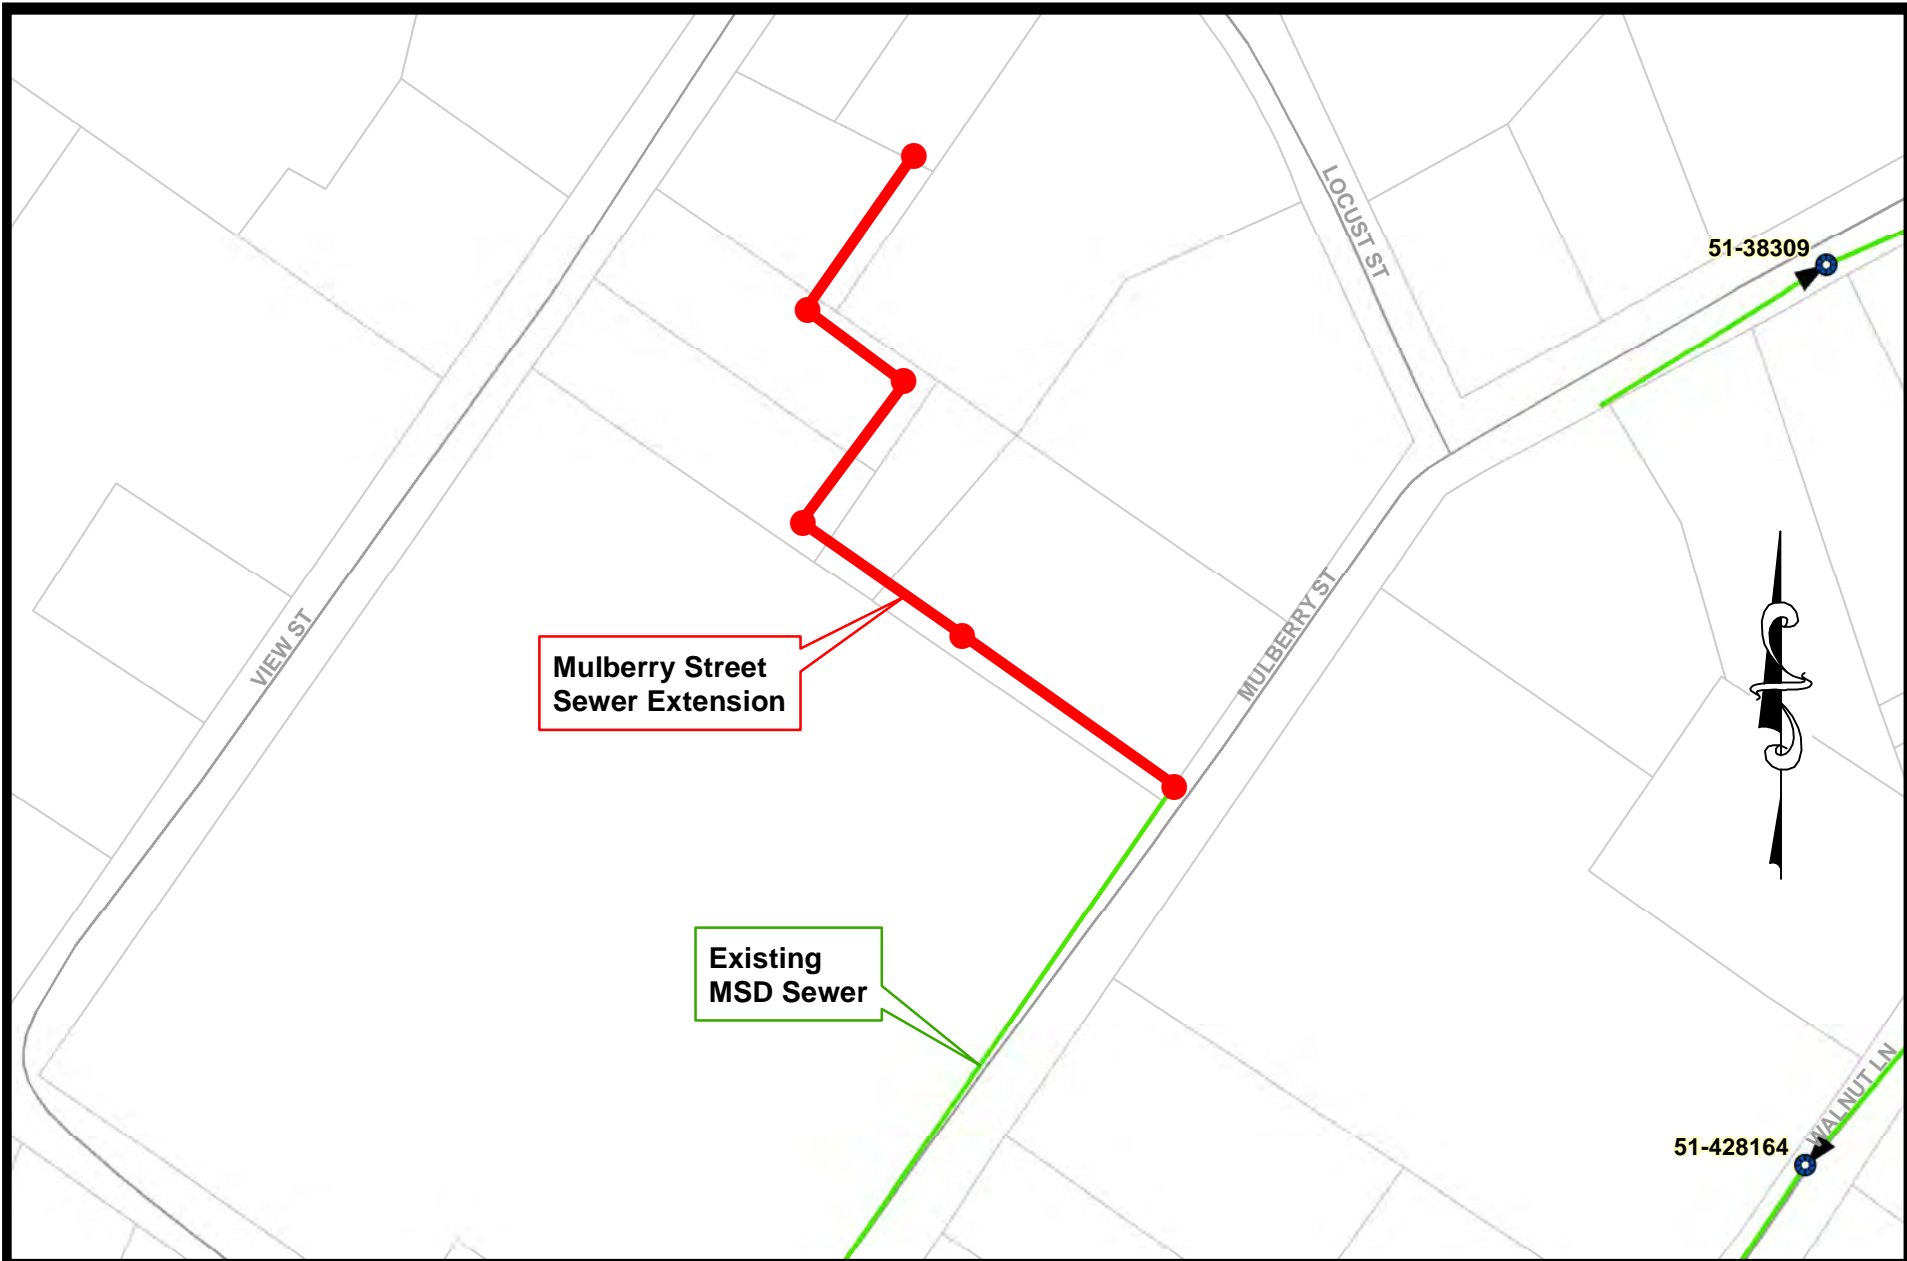 LOCUST ST
51-38309
VIEW ST
MULBERRY ST
Mulberry Street
Sewer Extension
Existing
MSD Sewer
WALNUT LN
51-428164